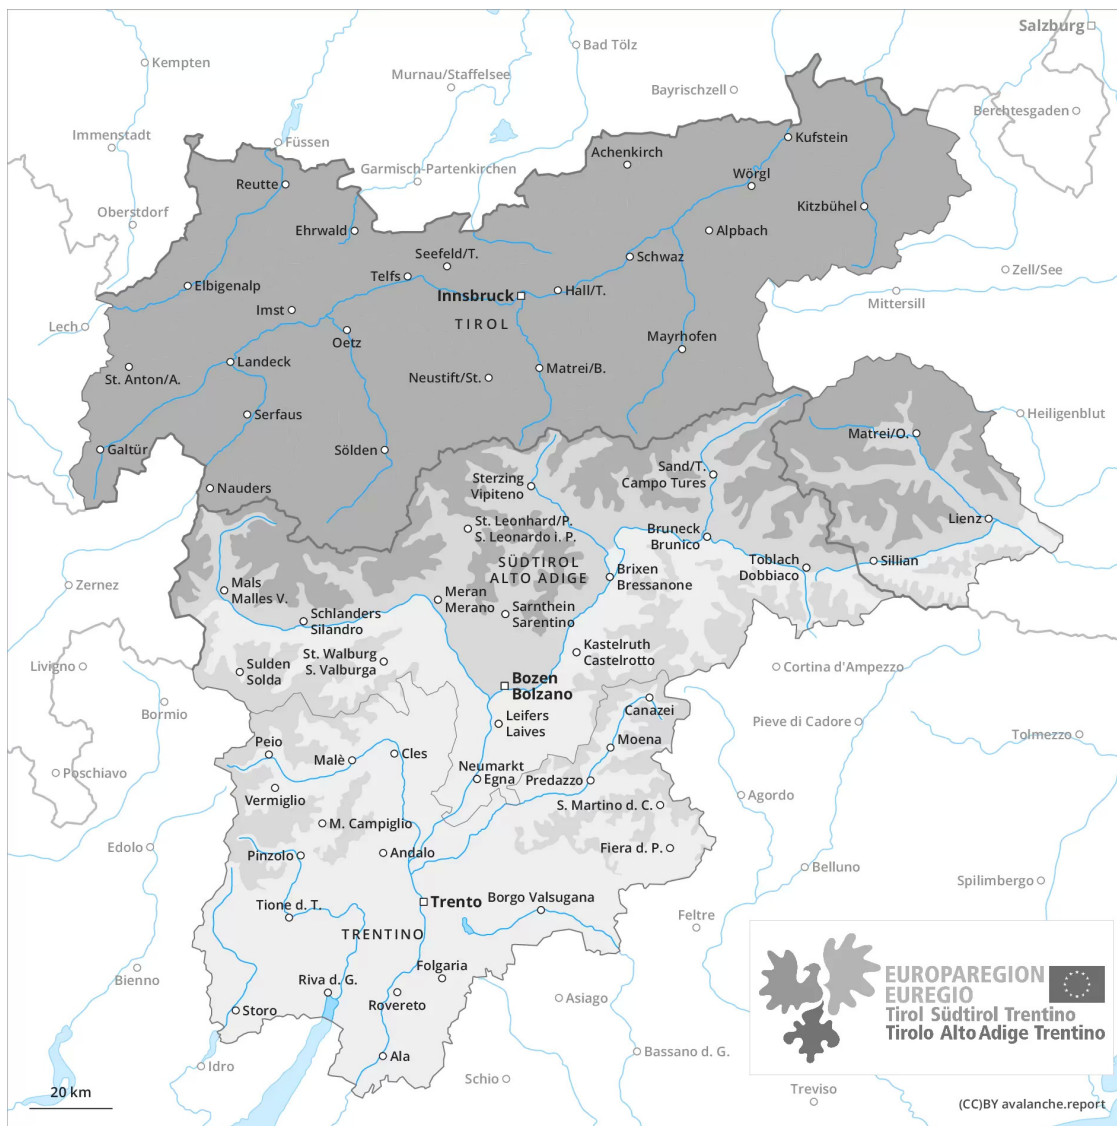 Salzburg
Bad Tölz
Kempten
Murnau/Staffelsee
Bayrischzell
Berchtesgaden
Immenstadt
Füssen
Kufstein
Achenkirch
Garmisch-Partenkirchen
Wörgl
Reutte
Kitzbühel
Oberstdorf
Ehrwald
Alpbach
Seefeld/T.
Schwaz
Zell/See
Telfs
Elbigenalp
Innsbruck
Hall/T.
Mittersill
Imst
TIROL
Lech
Oetz
Mayrhofen
Landeck
Matrei/B.
St. Anton/A.
Neustift/St.
Serfaus
Heiligenblut
Matrei/O.
Galtür
Sölden
Sand/T.
Campo Tures
Sterzing
Vipiteno
Nauders
Lienz
St. Leonhard/P.
S. Leonardo i. P.
Bruneck
Brunico
SÜDTIROL
ALTO ADIGE
Toblach
Dobbiaco
Sillian
Brixen
Bressanone
Zernez
Mals
Malles V.
Meran
Merano
Sarnthein
Sarentino
Schlanders
Silandro
Kastelruth
Castelrotto
St. Walburg
S. Valburga
Livigno
Sulden
Solda
Cortina d'Ampezzo
Bozen
Bolzano
Bormio
Canazei
Leifers
Laives
Pieve di Cadore
Tolmezzo
Peio
Moena
Malè
Cles
Poschiavo
Neumarkt
Egna
Predazzo
Vermiglio
Agordo
S. Martino d. C.
M. Campiglio
Edolo
Pinzolo
Andalo
Fiera d. P.
Belluno
Spilimbergo
Tione d. T.
Trento
Borgo Valsugana
Feltre
TRENTINO
Bienno
Folgaria
Riva d. G.
Rovereto
Asiago
Storo
EUROPAREGION
EUREGIO
Tirol Südtirol Trentino
Tirolo Alto Adige Trentino
Ala
Bassano d. G.
Idro
Schio
Treviso
20 km
(CC)BY avalanche.report